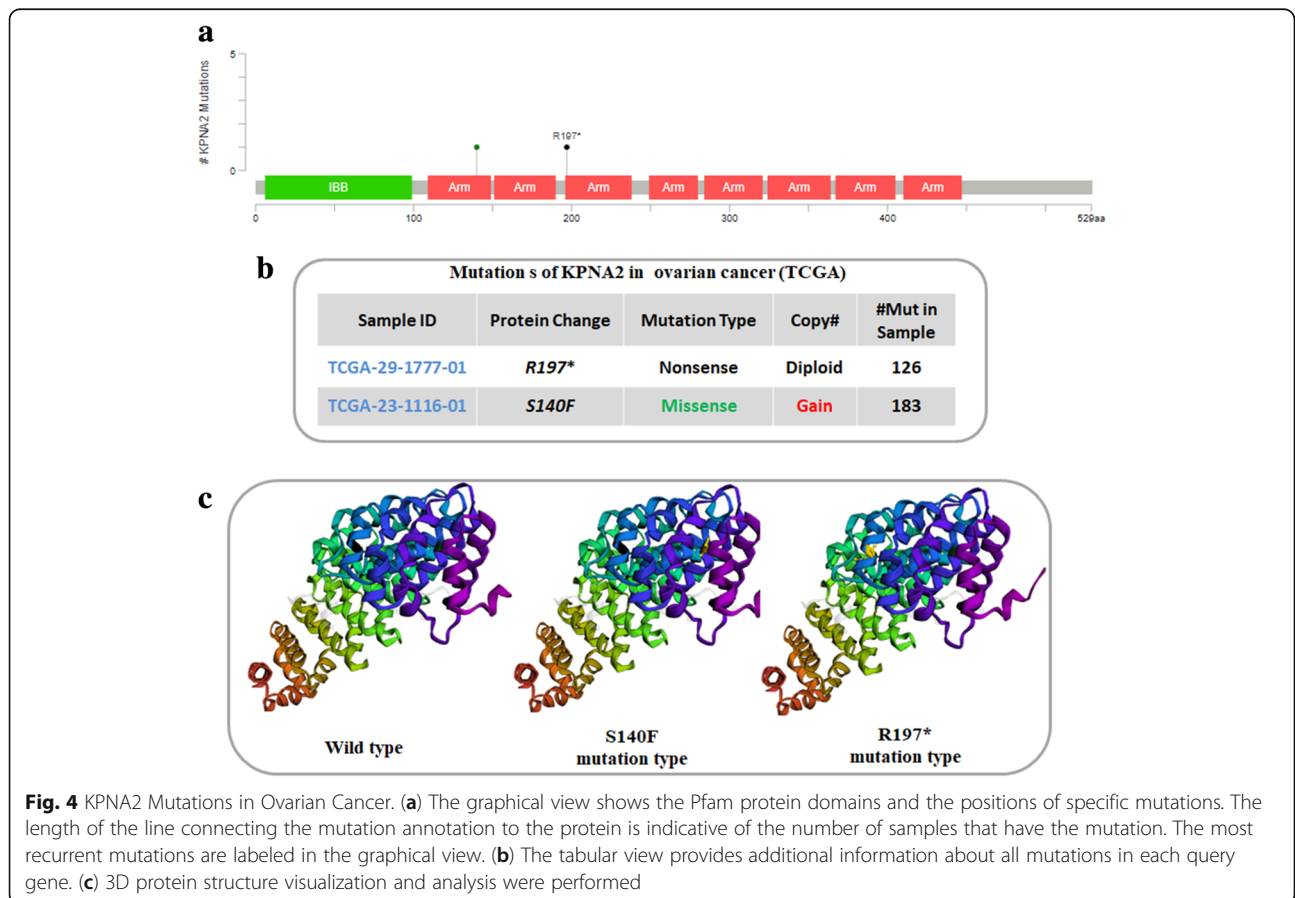 a
# KPNA2 Mutations
5
0
R197*
IBB
Arm
Arm
Arm
Arm
Arm
Arm
Arm
Arm
0
100
200
300
400
529aa
b
Mutation s of KPNA2 in ovarian cancer (TCGA)
Sample ID Protein Change Mutation Type Copy# #Mut in Sample
TCGA-29-1777-01 R197* Nonsense Diploid 126
TCGA-23-1116-01 S140F Missense Gain 183
c
Wild type
S140F
mutation type
R197*
mutation type
Fig. 4 KPNA2 Mutations in Ovarian Cancer. (a) The graphical view shows the Pfam protein domains and the positions of specific mutations. The
length of the line connecting the mutation annotation to the protein is indicative of the number of samples that have the mutation. The most
recurrent mutations are labeled in the graphical view. (b) The tabular view provides additional information about all mutations in each query
gene. (c) 3D protein structure visualization and analysis were performed